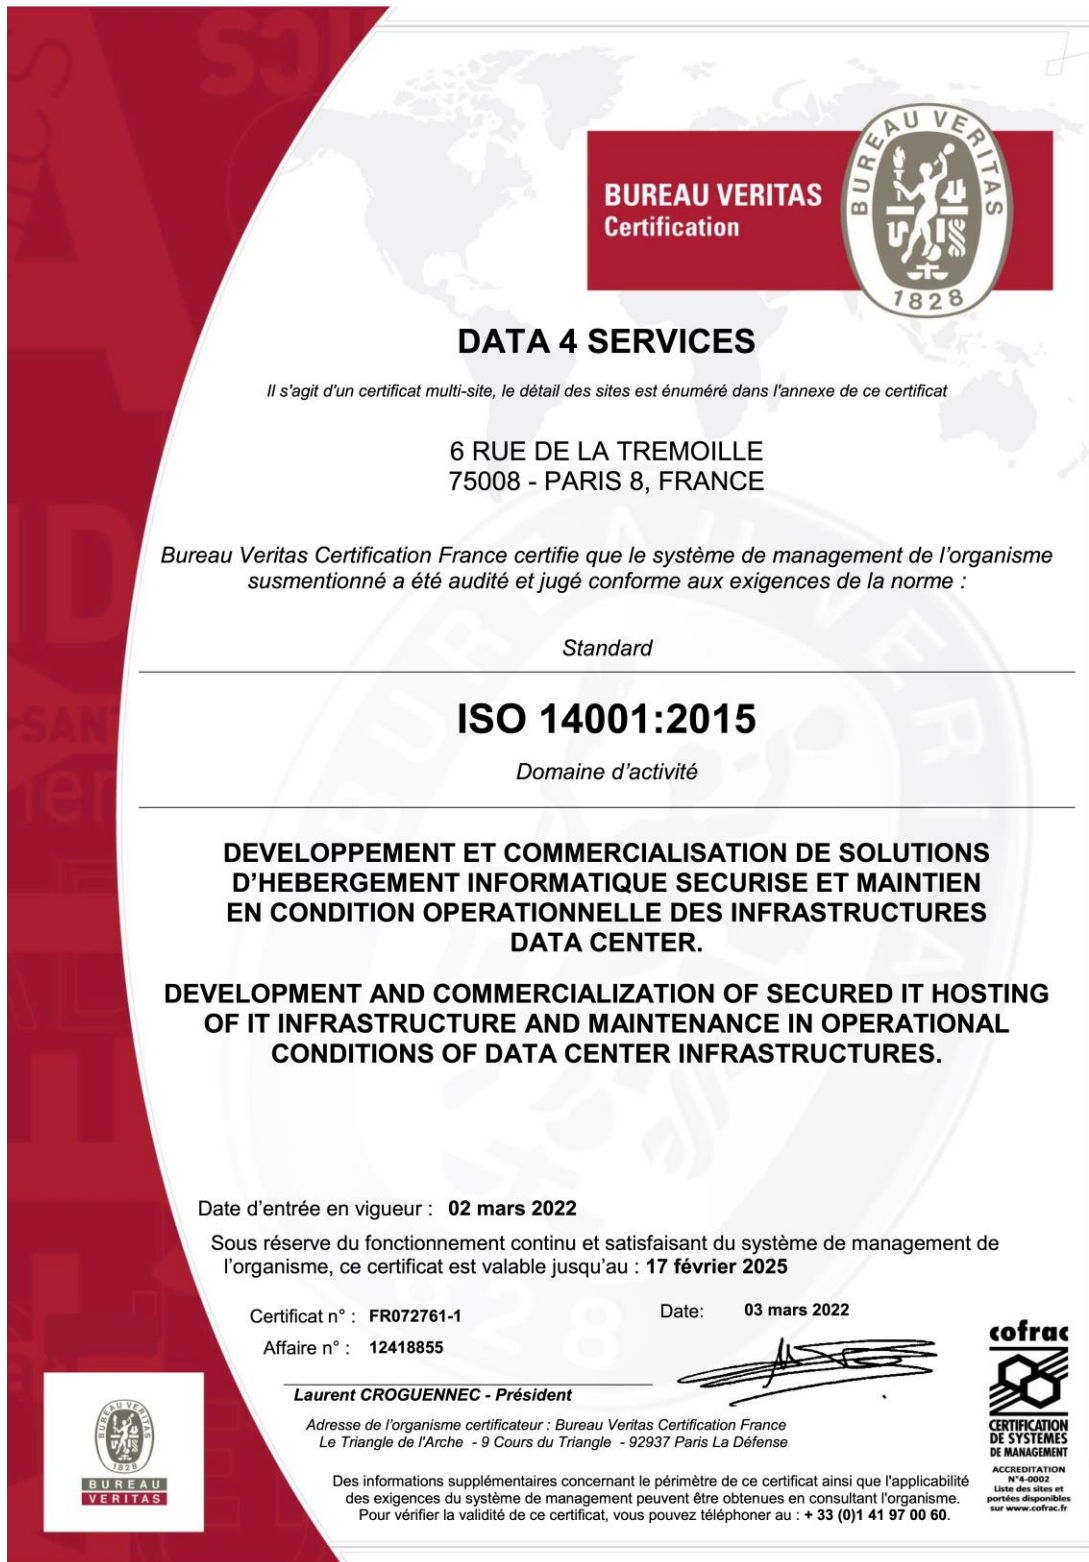 BUREAU VERITAS
Certification
BUREAU VERITAS
1828
DATA 4 SERVICES
Il s'agit d'un certificat multi-site, le détail des sites est énuméré dans l'annexe de ce certificat
6 RUE DE LA TREMOILLE
75008 - PARIS 8, FRANCE
Bureau Veritas Certification France certifie que le système de management de l’organisme
susmentionné a été audité et jugé conforme aux exigences de la norme :
Standard
ISO 14001:2015
Domaine d’activité
DEVELOPPEMENT ET COMMERCIALISATION DE SOLUTIONS
D’HEBERGEMENT INFORMATIQUE SECURISE ET MAINTIEN
EN CONDITION OPERATIONNELLE DES INFRASTRUCTURES
DATA CENTER.
DEVELOPMENT AND COMMERCIALIZATION OF SECURED IT HOSTING
OF IT INFRASTRUCTURE AND MAINTENANCE IN OPERATIONAL
CONDITIONS OF DATA CENTER INFRASTRUCTURES.
Date d’entrée en vigueur : 02 mars 2022
Sous réserve du fonctionnement continu et satisfaisant du système de management de
l’organisme, ce certificat est valable jusqu’au : 17 février 2025
Certificat n° : FR072761-1 Date: 03 mars 2022
Affaire n° : 12418855
Laurent CROGUENNEC - Président
Adresse de l’organisme certificateur : Bureau Veritas Certification France
Le Triangle de l'Arche - 9 Cours du Triangle - 92937 Paris La Défense
Des informations supplémentaires concernant le périmètre de ce certificat ainsi que l'applicabilité
des exigences du système de management peuvent être obtenues en consultant l'organisme.
Pour vérifier la validité de ce certificat, vous pouvez téléphoner au : + 33 (0)1 41 97 00 60.
BUREAU VERITAS
1828
BUREAU
VERITAS
cofrac
CERTIFICATION
DE SYSTEMES
DE MANAGEMENT
ACCREDITATION
N°4-0002
Liste des sites et
portées disponibles
sur www.cofrac.fr